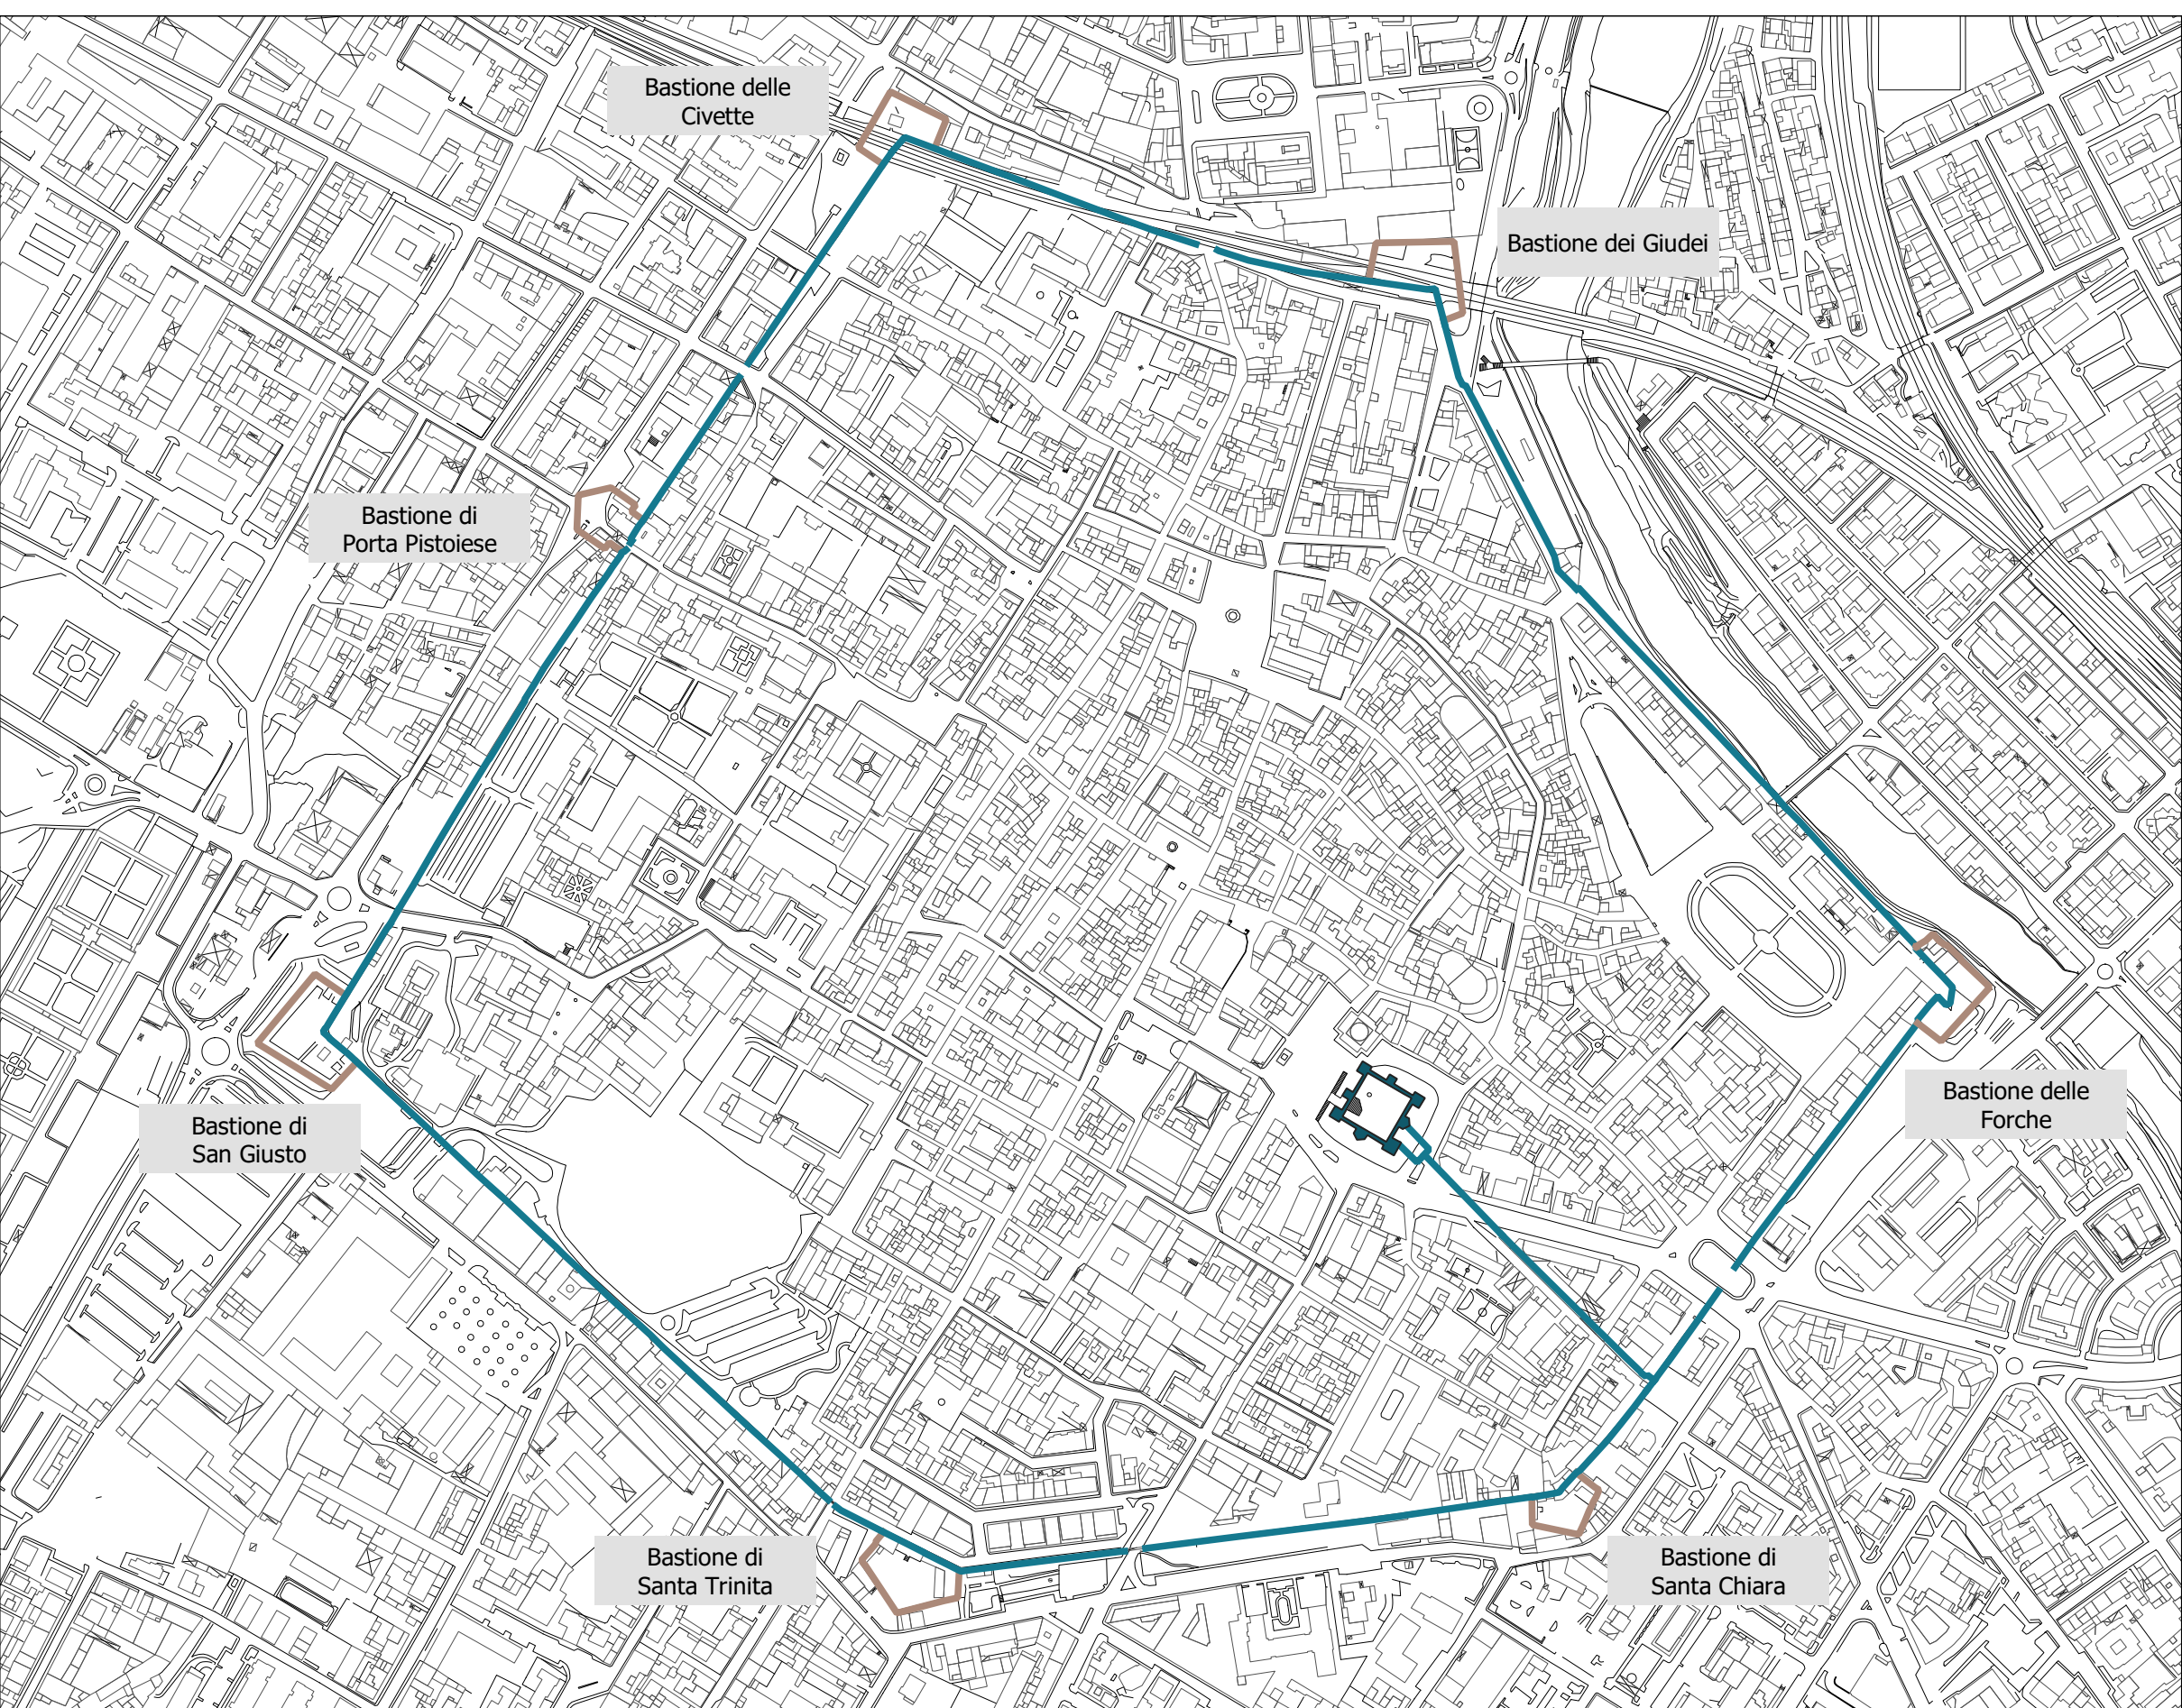 Bastione delle
Civette
Bastione dei Giudei
Bastione di
Porta Pistoiese
Bastione delle
Forche
Bastione di
San Giusto
Bastione di
Santa Trinita
Bastione di
Santa Chiara